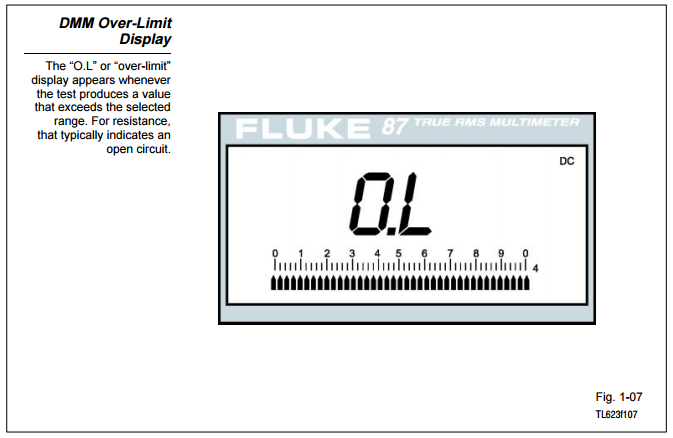 DMM Over-Limit
Display
The “O.L” or “over-limit”
display appears whenever
the test produces a value
that exceeds the selected
range. For resistance,
that typically indicates an
open circuit.
FLUKE 87 TRUE RMS MULTIMETER
DC
O.L
0 1 2 3 4 5 6 7 8 9 0
4
Fig. 1-07
TL623f107